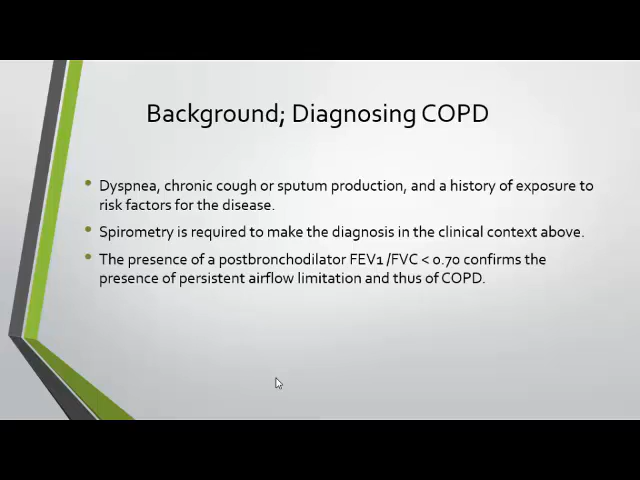 Background; Diagnosing COPD
• Dyspnea, chronic cough or sputum production, and a history of exposure to
risk factors for the disease.
• Spirometry is required to make the diagnosis in the clinical context above.
• The presence of a postbronchodilator FEV1 /FVC < 0.70 confirms the
presence of persistent airflow limitation and thus of COPD.